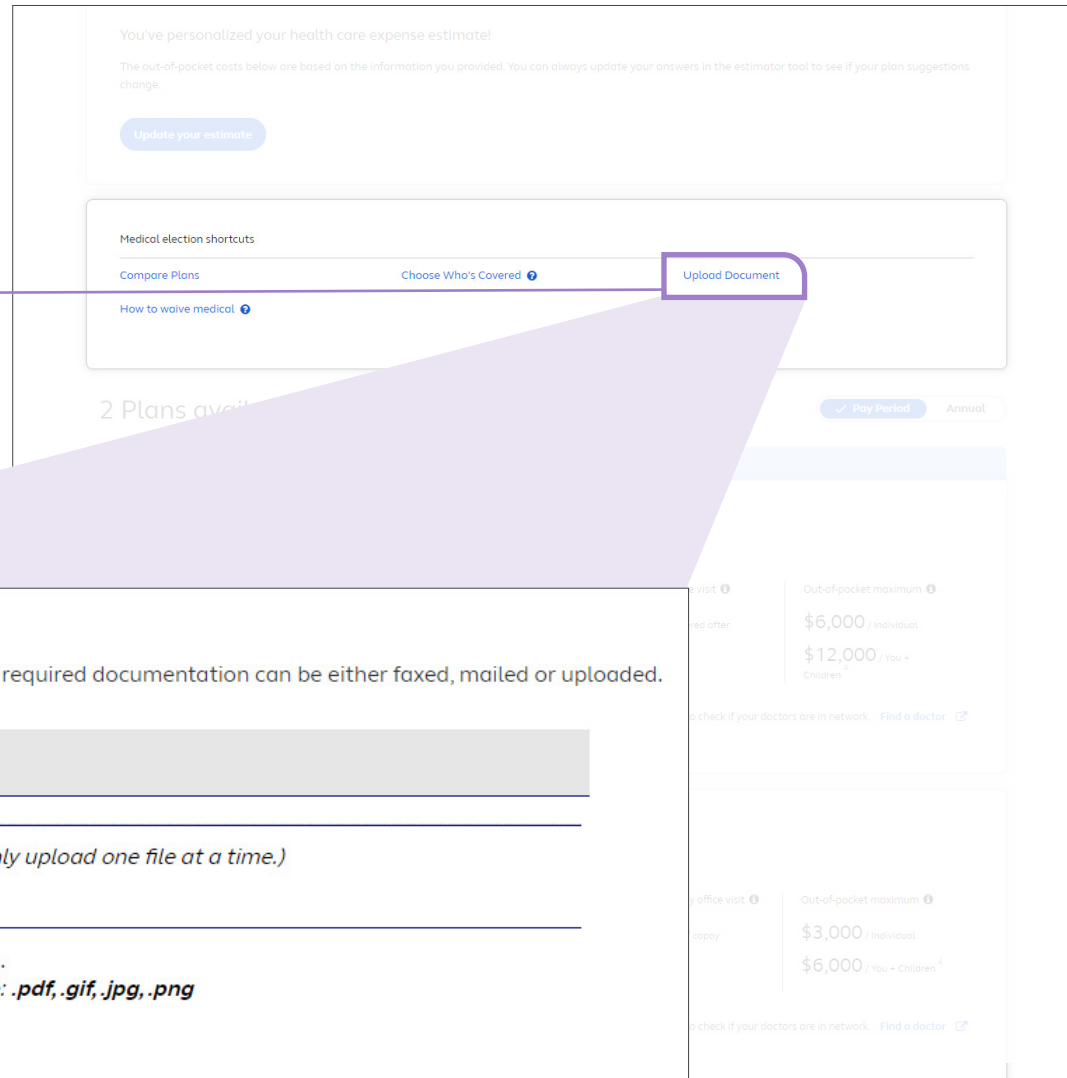 You've personalized your health care expense estimate!
The out-of-pocket costs below are based on the information you provided. You can always update your answers in the estimator tool to see if your plan suggestions
change.
Update your estimate
Medical election shortcuts
Compare Plans Choose Who's Covered Upload Document
How to waive medical
2 Plans
Pay Period Annual
visit Out-of-pocket maximum
after $6,000 / Individual
$12,000 / You +
Children
required documentation can be either faxed, mailed or uploaded.
check if your doctors are in network. Find a doctor
upload one file at a time.)
office visit Out-of-pocket maximum
copay $3,000 / Individual
$6,000 / You + Children
: .pdf, .gif, .jpg, .png
check if your doctors are in network. Find a doctor